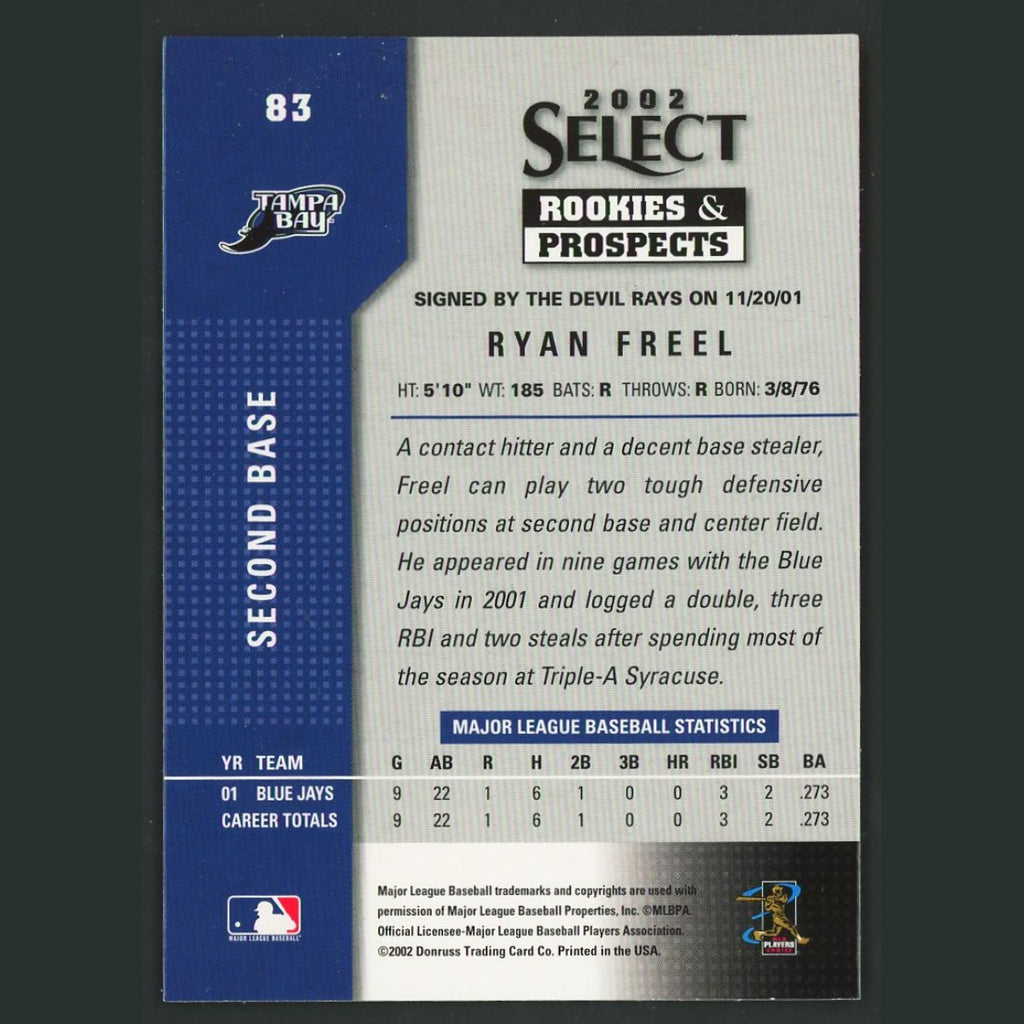 83
TAMPA
BAY
SECOND BASE
2002
SELECT
ROOKIES &
PROSPECTS
SIGNED BY THE DEVIL RAYS ON 11/20/01
RYAN FREEL
HT: 5'10" WT: 185 BATS: R THROWS: R BORN: 3/8/76
A contact hitter and a decent base stealer,
Freel can play two tough defensive
positions at second base and center field.
He appeared in nine games with the Blue
Jays in 2001 and logged a double, three
RBI and two steals after spending most of
the season at Triple-A Syracuse.
MAJOR LEAGUE BASEBALL STATISTICS
YR TEAM G AB R H 2B 3B HR RBI SB BA
01 BLUE JAYS 9 22 1 6 1 0 0 3 2 .273
CAREER TOTALS 9 22 1 6 1 0 0 3 2 .273
MAJOR LEAGUE BASEBALL
Major League Baseball trademarks and copyrights are used with
permission of Major League Baseball Properties, Inc. ©MLBPA
Official Licensee-Major League Baseball Players Association.
©2002 Donruss Trading Card Co. Printed in the USA.
MLB
PLAYERS
CHOICE